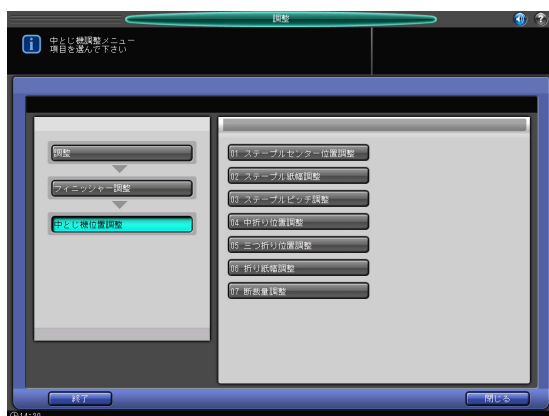 調整
中とじ機調整メニュー
項目を選んで下さい
調整
フィニッシャー調整
中とじ機位置調整
01 ステープルセンター位置調整
02 ステープル紙幅調整
03 ステープルピッチ調整
04 中折り位置調整
05 三つ折り位置調整
06 折り紙幅調整
07 断裁量調整
終了
閉じる